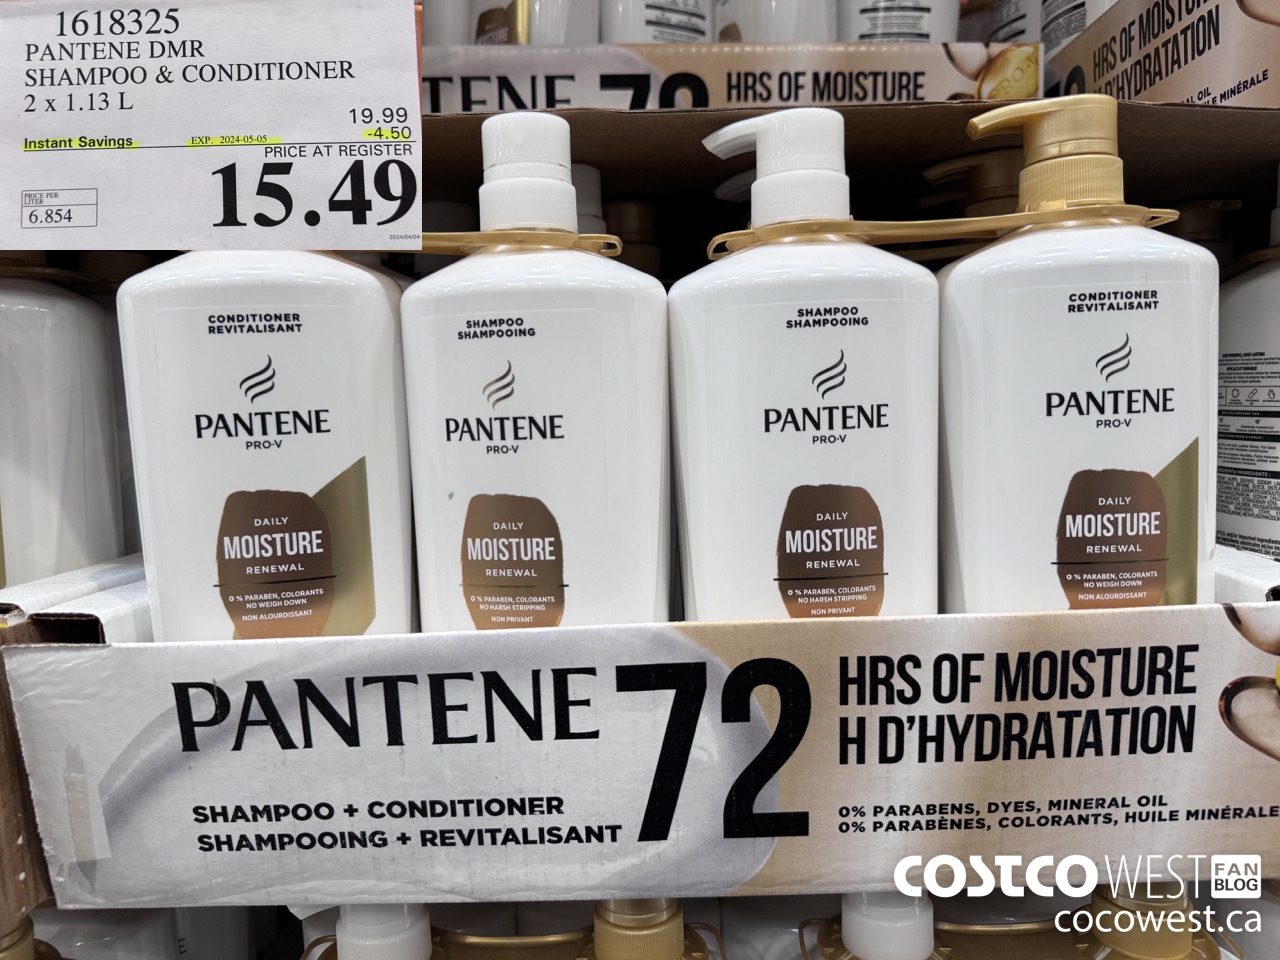 1618325
PANTENE DMR
SHAMPOO & CONDITIONER
2 x 1.13 L
19.99
Instant Savings EXP. 2024-05-05 -4.50
PRICE AT REGISTER
15.49
PRICE PER
LITER
6.854
2024/04/04
TENE 72 HRS OF MOISTURE
HRS OF MOISTURE
D'HYDRATATION
CONDITIONER
REVITALISANT
PANTENE
PRO-V
DAILY
MOISTURE
RENEWAL
0 % PARABEN, COLORANTS
NO WEIGH DOWN
NON ALOURDISSANT
SHAMPOO
SHAMPOOING
PANTENE
PRO-V
DAILY
MOISTURE
RENEWAL
0 % PARABEN, COLORANTS
NO HARSH STRIPPING
NON PRIVANT
SHAMPOO
SHAMPOOING
PANTENE
PRO-V
DAILY
MOISTURE
RENEWAL
0 % PARABEN, COLORANTS
NO HARSH STRIPPING
NON PRIVANT
CONDITIONER
REVITALISANT
PANTENE
PRO-V
DAILY
MOISTURE
RENEWAL
0 % PARABEN, COLORANTS
NO WEIGH DOWN
NON ALOURDISSANT
PANTENE 72 HRS OF MOISTURE
H D'HYDRATATION
SHAMPOO + CONDITIONER
SHAMPOOING + REVITALISANT
0% PARABENS, DYES, MINERAL OIL
0% PARABÈNES, COLORANTS, HUILE MINÉRALE
COSTCO WEST FAN BLOG
cocowest.ca